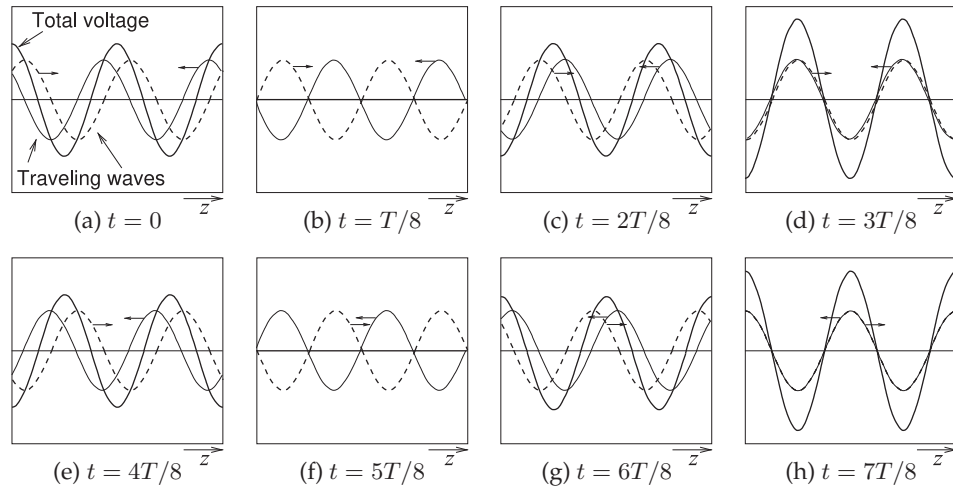 Total voltage
Traveling waves
z
z
z
z
(a) t = 0
(b) t = T/8
(c) t = 2T/8
(d) t = 3T/8
z
z
z
z
(e) t = 4T/8
(f) t = 5T/8
(g) t = 6T/8
(h) t = 7T/8